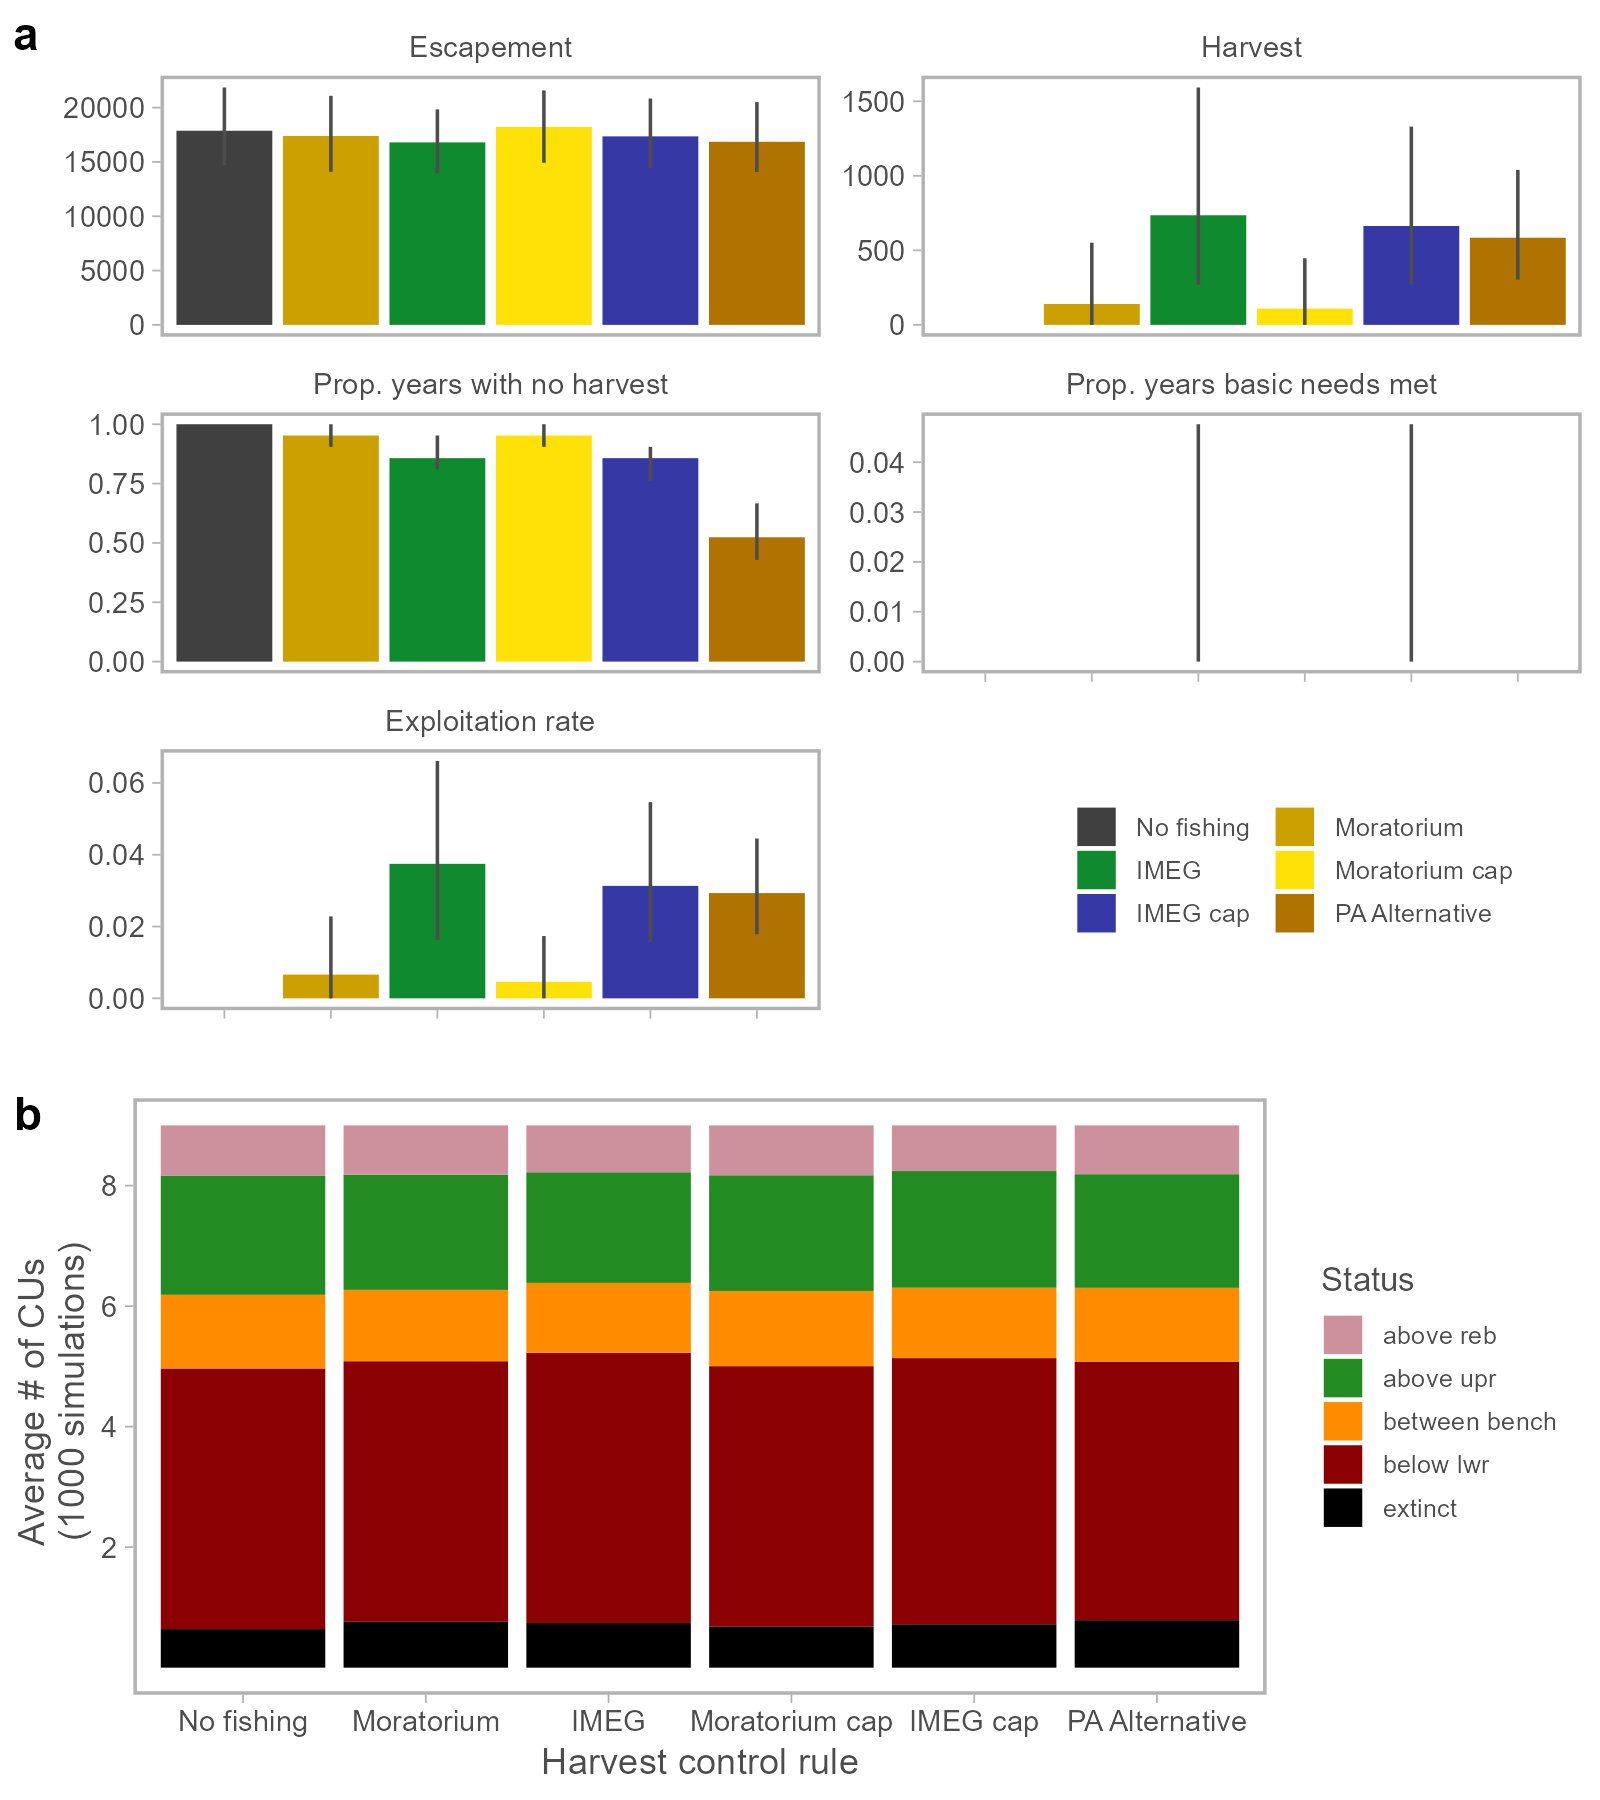 a
Escapement
20000
15000
10000
5000
0
Harvest
1500
1000
500
0
Prop. years with no harvest
1.00
0.75
0.50
0.25
0.00
Prop. years basic needs met
0.04
0.03
0.02
0.01
0.00
Exploitation rate
0.06
0.04
0.02
0.00
No fishing
Moratorium
IMEG
Moratorium cap
IMEG cap
PA Alternative
b
Average # of CUs
(1000 simulations)
8
6
4
2
No fishing
Moratorium
IMEG
Moratorium cap
IMEG cap
PA Alternative
Harvest control rule
Status
above reb
above upr
between bench
below lwr
extinct